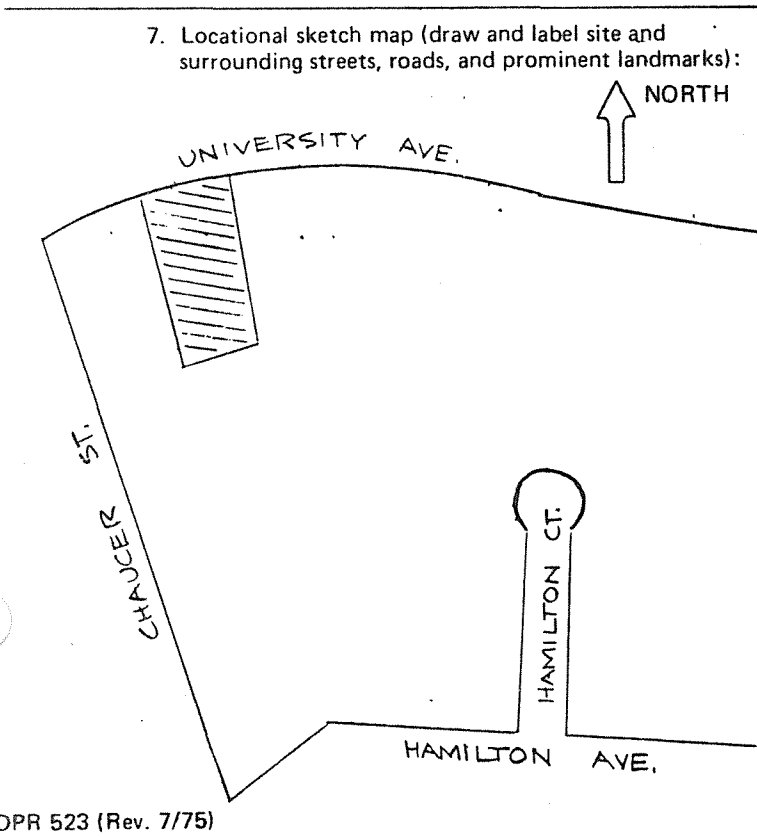 7. Locational sketch map (draw and label site and
surrounding streets, roads, and prominent landmarks):
NORTH
UNIVERSITY AVE.
CHAUCER ST.
HAMILTON CT.
HAMILTON AVE.
DPR 523 (Rev. 7/75)